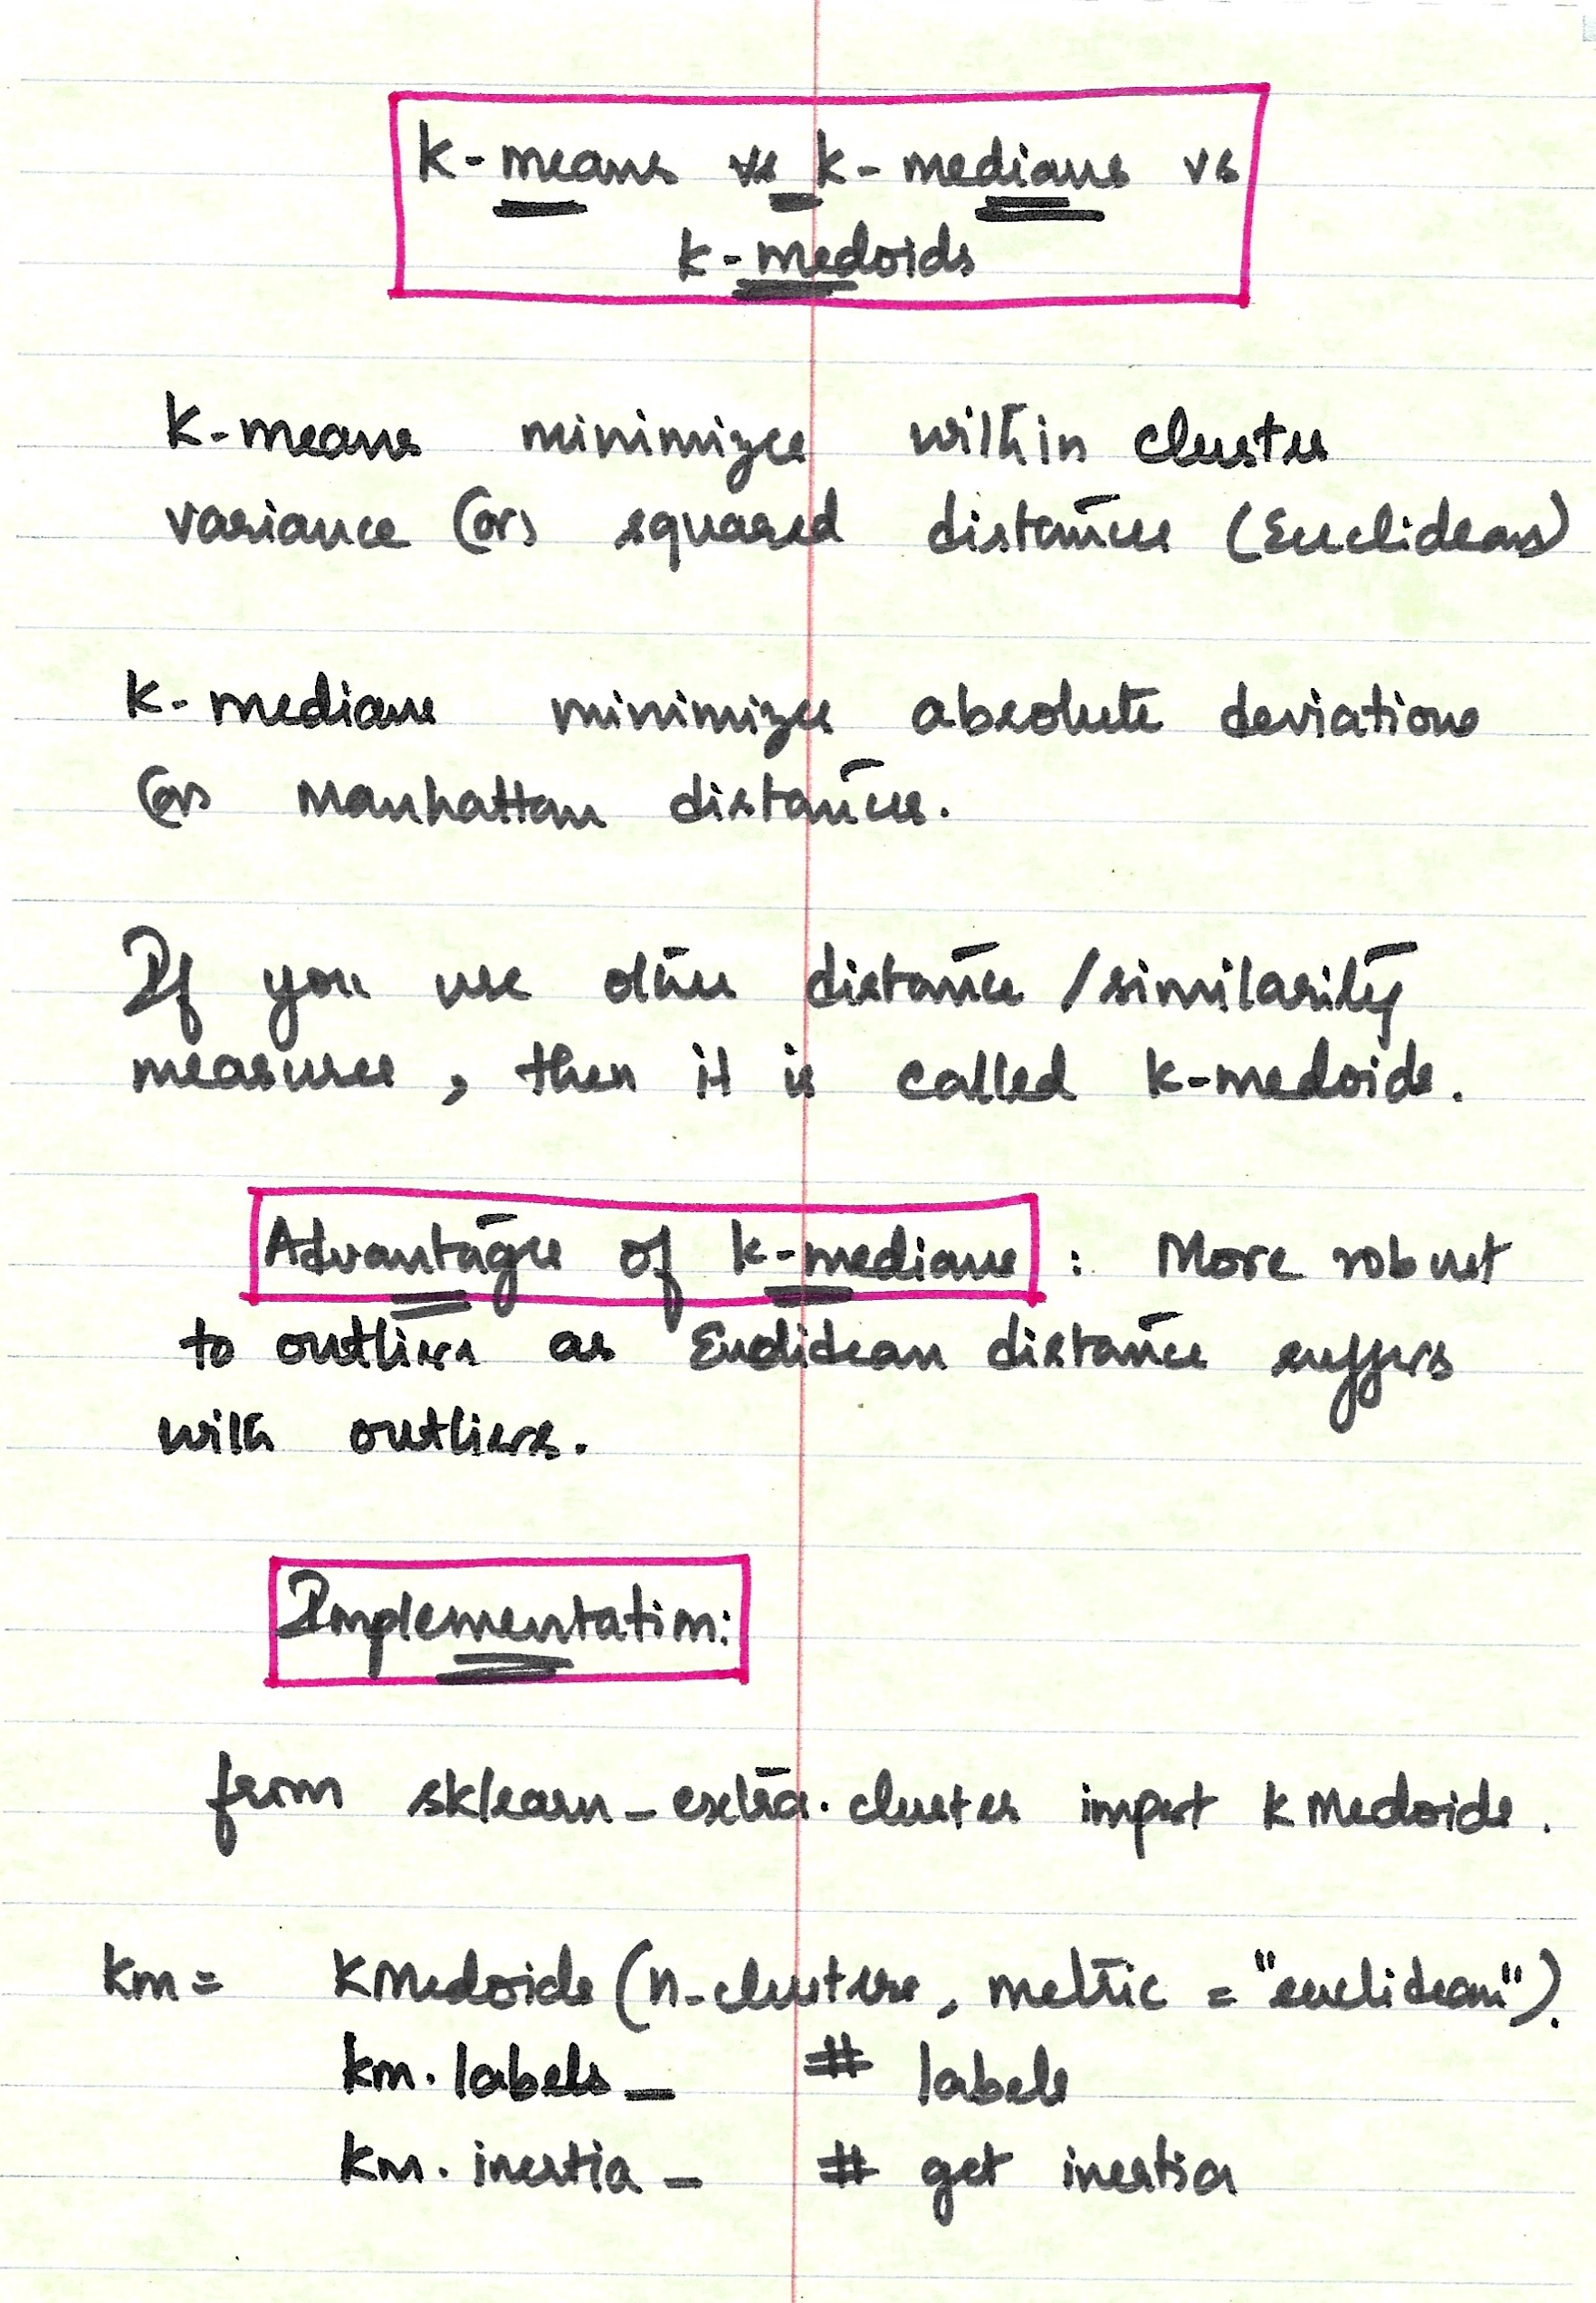 k-means vs k-medians vs
k-medoids
k-means minimizes within cluster
variance (or) squared distances (Euclidean)
k-medians minimizes absolute deviations
(or) Manhattan distances.
If you use other distance/similarity
measures, then it is called k-medoids.
Advantages of k-medians: More robust
to outliers as Euclidean distance suffers
with outliers.
Implementation:
from sklearn_extra.cluster import kMedoids.
km = kMedoids(n_clusters, metric = "euclidean").
km.labels_ # labels
km.inertia_ # get inertia